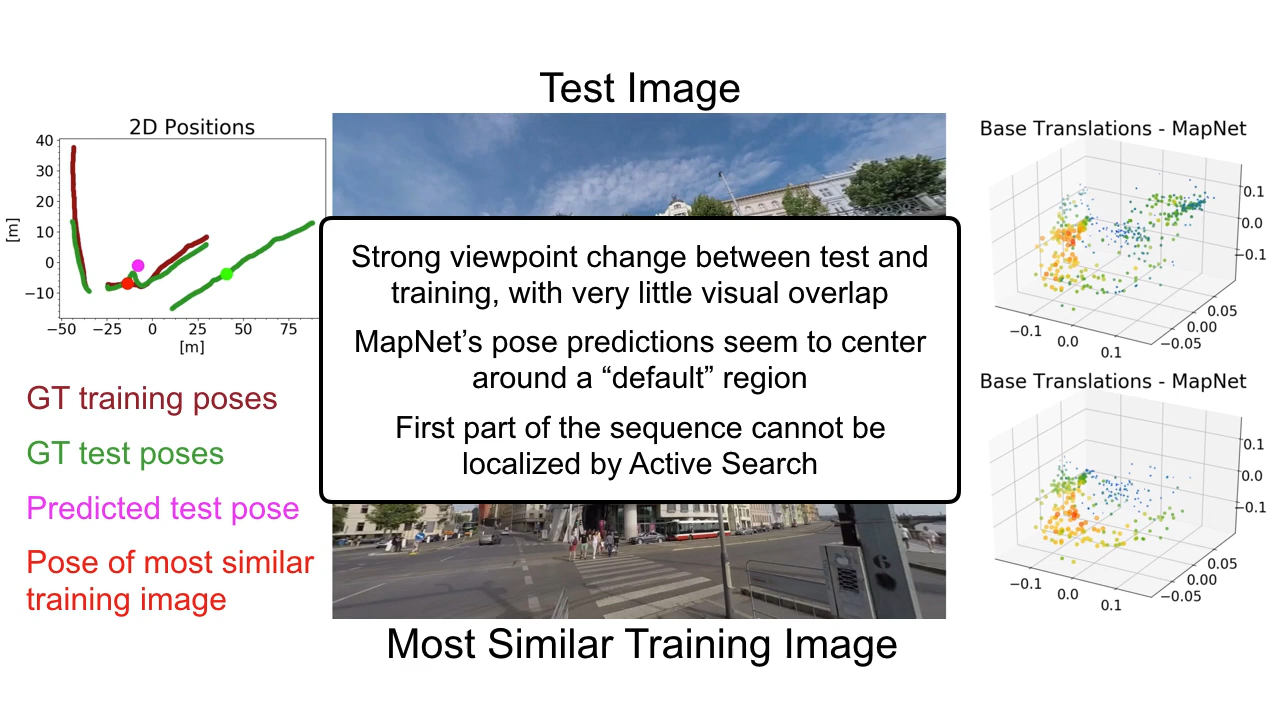 Test Image
2D Positions
40
30
20
10
0
−10
[m]
−50 −25 0 25 50 75
[m]
GT training poses
GT test poses
Predicted test pose
Pose of most similar
training image
Strong viewpoint change between test and
training, with very little visual overlap
MapNet’s pose predictions seem to center
around a “default” region
First part of the sequence cannot be
localized by Active Search
6
Most Similar Training Image
Base Translations - MapNet
0.1
0.0
−0.1
0.05
0.00
−0.05
−0.1
0.0
0.1
Base Translations - MapNet
0.1
0.0
−0.1
0.05
0.00
−0.05
−0.1
0.0
0.1